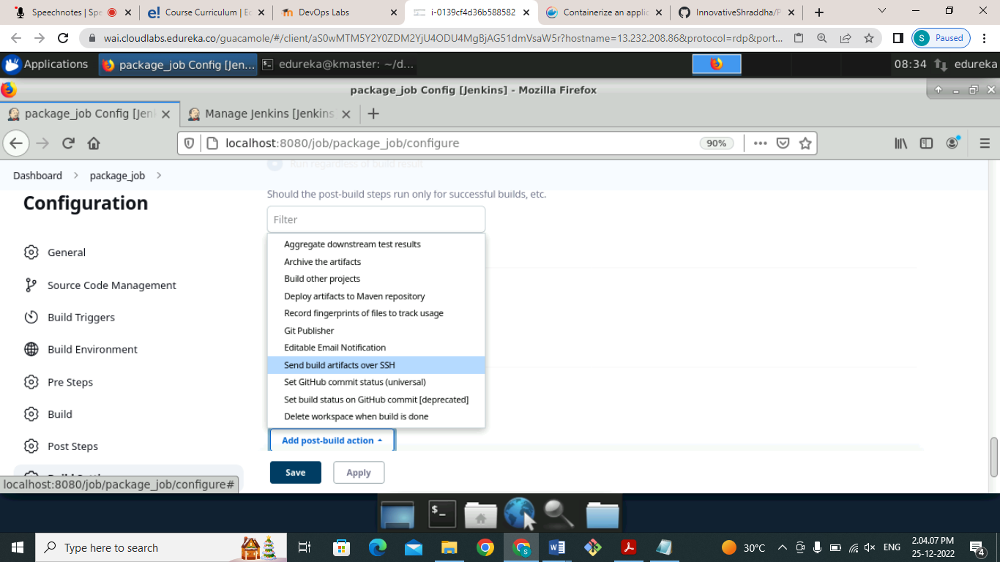 Speechnotes | Spe
Course Curriculum | Ec
DevOps Labs
i-0139cf4d36b588582
Containerize an applic
InnovativeShraddha/P
wai.cloudlabs.edureka.co/guacamole/#/client/aS0wMTM5Y2Y0ZDM2YjU4ODU4MgBjAG51dmVsaW5r?hostname=13.232.208.86&protocol=rdp&port...
S Paused
Applications
package_job Config [Jen...
edureka@kmaster: ~/d...
08:34
edureka
package_job Config [Jenkins] - Mozilla Firefox
package_job Config [Jenk
Manage Jenkins [Jenkins
localhost:8080/job/package_job/configure
90%
Dashboard
package_job
Run regardless of build result
Configuration
Should the post-build steps run only for successful builds, etc.
Filter
General
Source Code Management
Build Triggers
Build Environment
Pre Steps
Build
Post Steps
Aggregate downstream test results
Archive the artifacts
Build other projects
Deploy artifacts to Maven repository
Record fingerprints of files to track usage
Git Publisher
Editable Email Notification
Send build artifacts over SSH
Set GitHub commit status (universal)
Set build status on GitHub commit [deprecated]
Delete workspace when build is done
Add post-build action
Save
Apply
localhost:8080/job/package_job/configure#
Type here to search
30°C
ENG
2.04.07 PM
25-12-2022
4